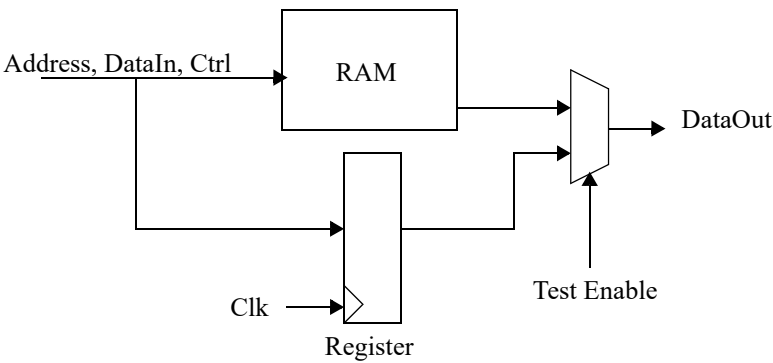 Address, DataIn, Ctrl
RAM
DataOut
Test Enable
Clk
Register